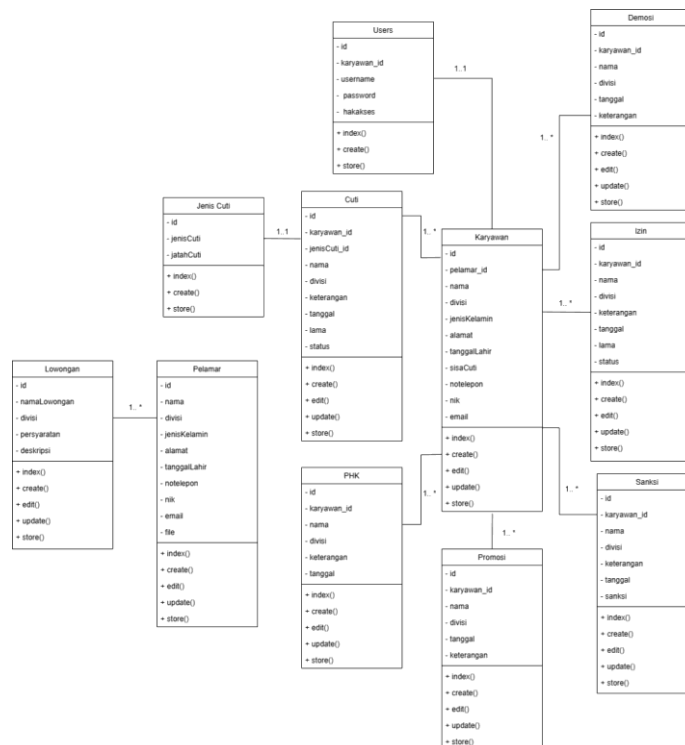 Users
- id
- karyawan_id
- username
- password
- hakakses
+ index()
+ create()
+ store()
1..1
Demosi
- id
- karyawan_id
- nama
- divisi
- tanggal
- keterangan
+ index()
+ create()
+ edit()
+ update()
+ store()
1.. *
Jenis Cuti
- id
- jenisCuti
- jatahCuti
+ index()
+ create()
+ store()
1..1
Cuti
- id
- karyawan_id
- jenisCuti_id
- nama
- divisi
- keterangan
- tanggal
- lama
- status
+ index()
+ create()
+ edit()
+ update()
+ store()
1.. *
Karyawan
- id
- pelamar_id
- nama
- divisi
- jenisKelamin
- alamat
- tanggalLahir
- sisaCuti
- notelepon
- nik
- email
+ index()
+ create()
+ edit()
+ update()
+ store()
Izin
- id
- karyawan_id
- nama
- divisi
- keterangan
- tanggal
- lama
- status
+ index()
+ create()
+ edit()
+ update()
+ store()
1.. *
Lowongan
- id
- namaLowongan
- divisi
- persyaratan
- deskripsi
+ index()
+ create()
+ edit()
+ update()
+ store()
1.. *
Pelamar
- id
- nama
- divisi
- jenisKelamin
- alamat
- tanggalLahir
- notelepon
- nik
- email
- file
+ index()
+ create()
+ edit()
+ update()
+ store()
PHK
- id
- karyawan_id
- nama
- divisi
- keterangan
- tanggal
+ index()
+ create()
+ edit()
+ update()
+ store()
1.. *
Promosi
- id
- karyawan_id
- nama
- divisi
- tanggal
- keterangan
+ index()
+ create()
+ edit()
+ update()
+ store()
1.. *
Sanksi
- id
- karyawan_id
- nama
- divisi
- keterangan
- tanggal
- sanksi
+ index()
+ create()
+ edit()
+ update()
+ store()
1.. *